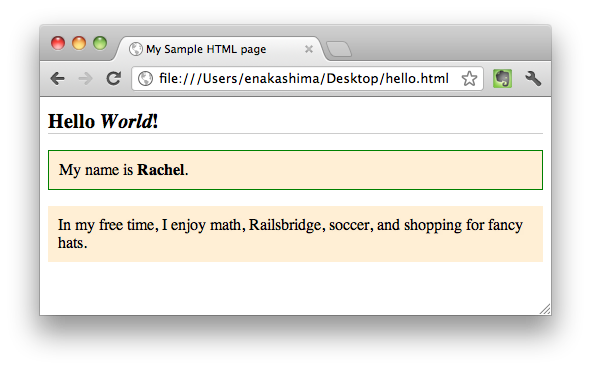 My Sample HTML page
file:///Users/enakashima/Desktop/hello.html
Hello World!
My name is Rachel.
In my free time, I enjoy math, Railsbridge, soccer, and shopping for fancy
hats.